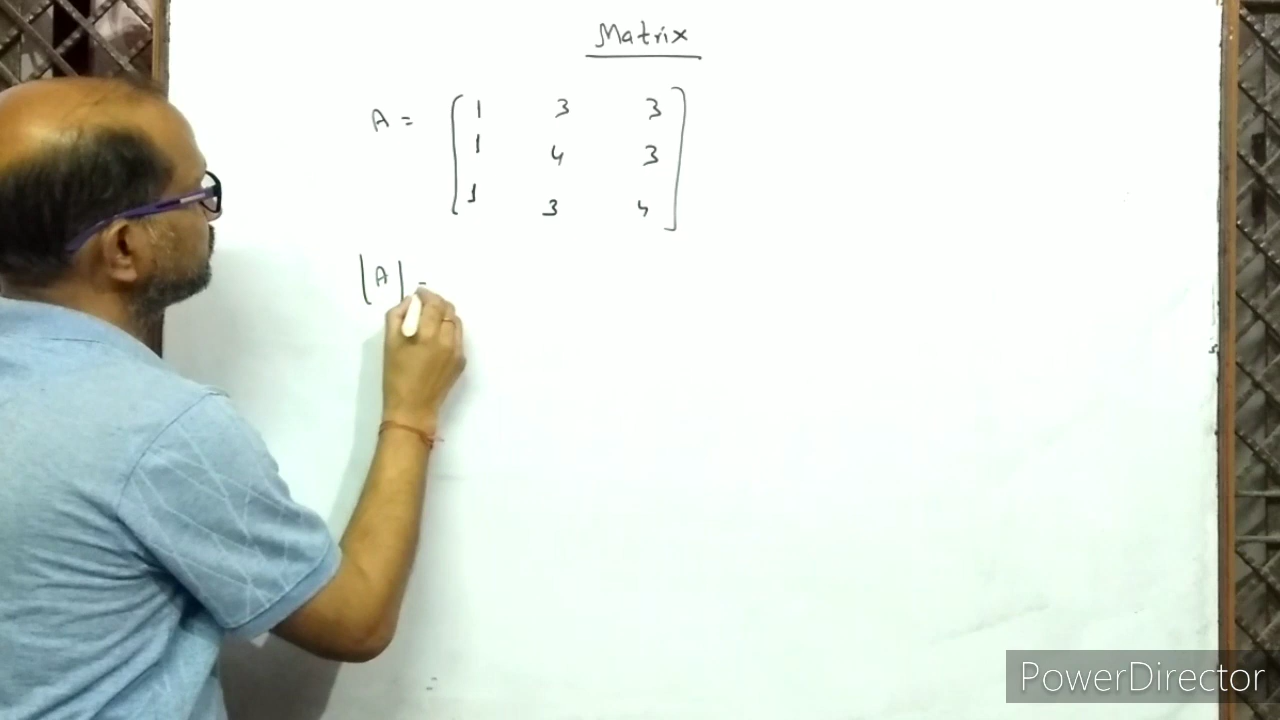 Matrix
A = [ 1 3 3
1 4 3
1 3 4 ]
|A| =
=
PowerDirector